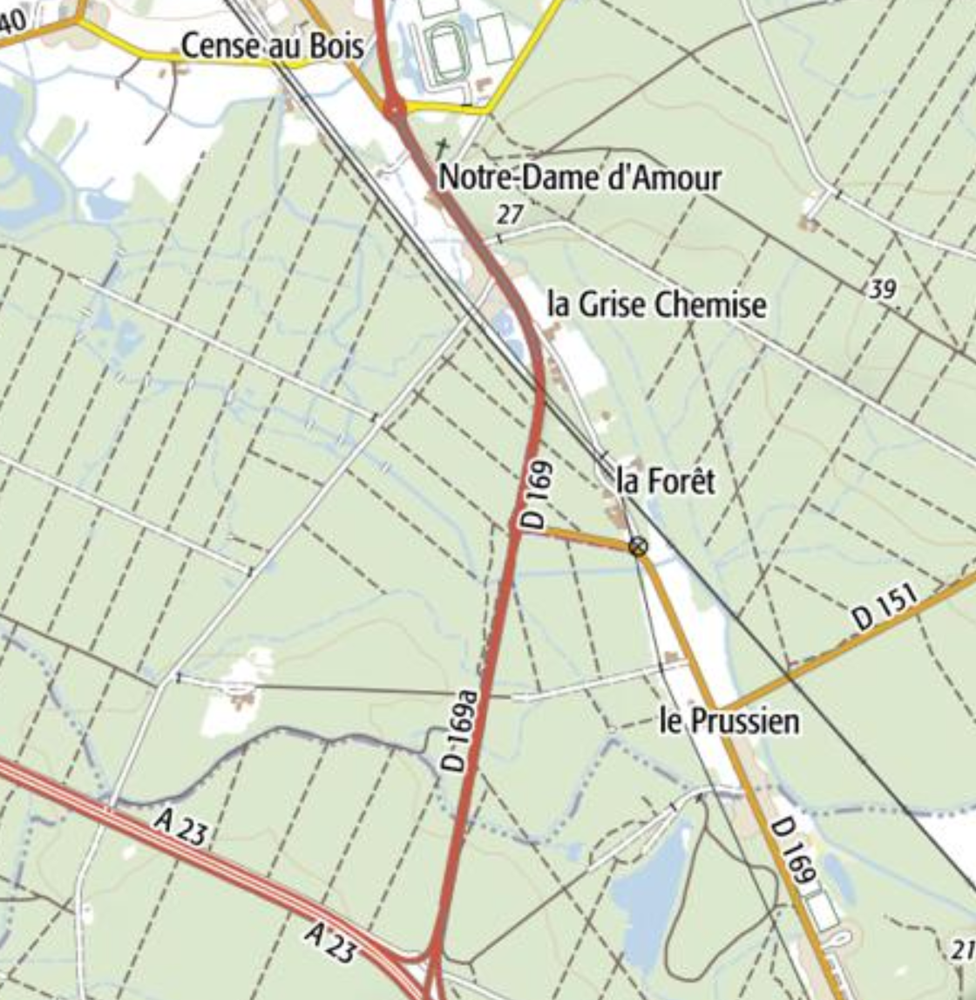 40
Cense au Bois
Notre-Dame d'Amour
27
39
la Grise Chemise
D 169
la Forêt
D 151
D 169a
le Prussien
A 23
D 169
A 23
21